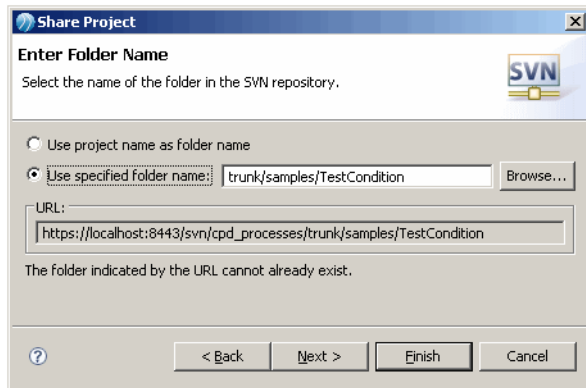 Share Project
Enter Folder Name
Select the name of the folder in the SVN repository.
SVN
Use project name as folder name
Use specified folder name: trunk/samples/TestCondition Browse...
URL:
https://localhost:8443/svn/cpd_processes/trunk/samples/TestCondition
The folder indicated by the URL cannot already exist.
? < Back Next > Finish Cancel